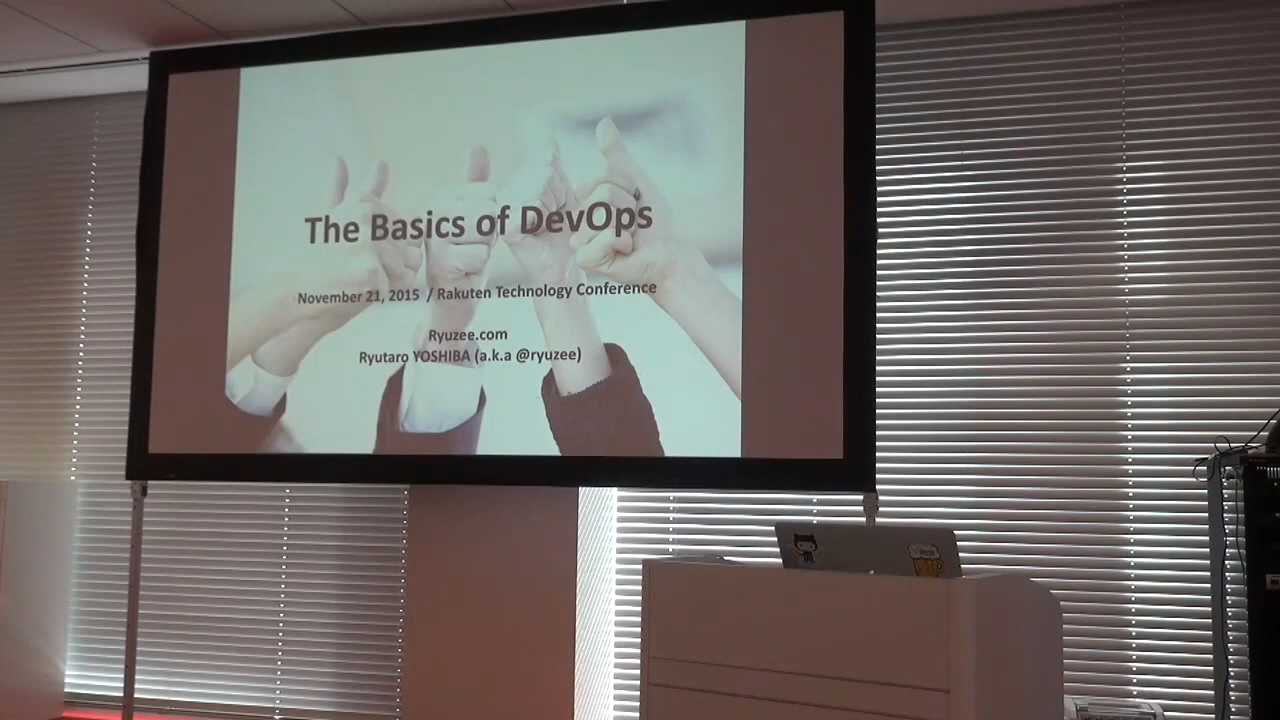 The Basics of DevOps
November 21, 2015 / Rakuten Technology Conference
Ryuzee.com
Ryutaro YOSHIBA (a.k.a @ryuzee)